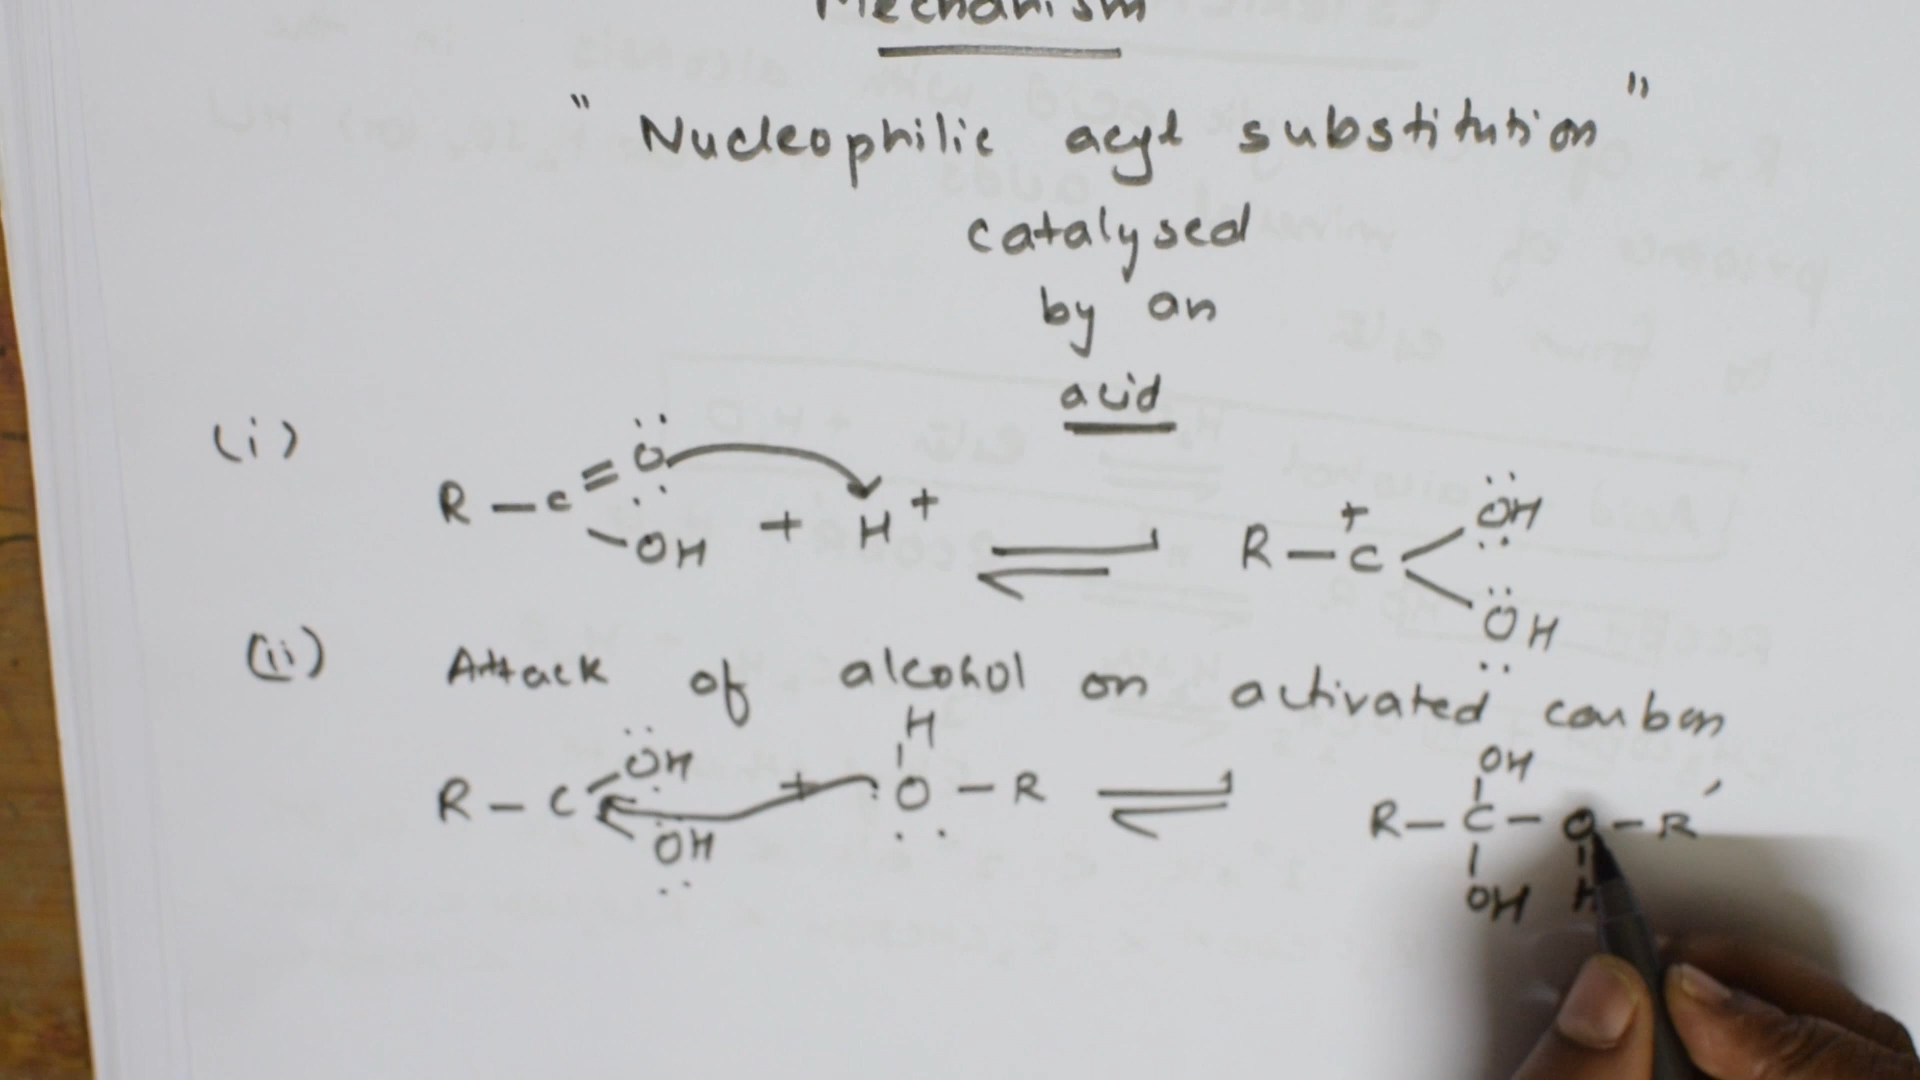 Mechanism
" Nucleophilic acyl substitution "
catalysed
by an
acid
(i)
R – C = O – OH + H + ⇌ R – C + OH OH
(ii) Attack of alcohol on activated carbon
R – C OH OH + H O – R ⇌ R – C – O – R' OH OH H